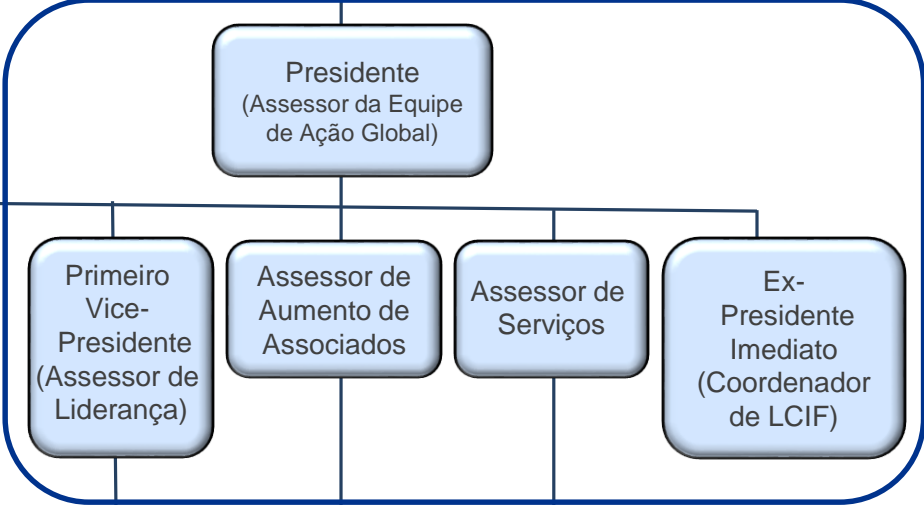 Presidente
(Assessor da Equipe
de Ação Global)
Primeiro
Vice-
Presidente
(Assessor de
Liderança)
Assessor de
Aumento de
Associados
Assessor de
Serviços
Ex-
Presidente
Imediato
(Coordenador
de LCIF)